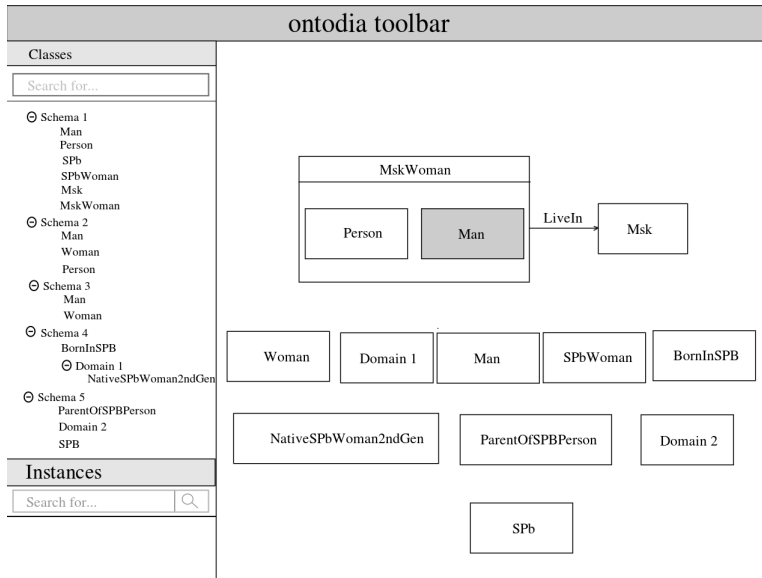 ontodia toolbar
Classes
Search for...
Schema 1
Man
Person
SPb
SPbWoman
Msk
MskWoman
Schema 2
Man
Woman
Person
Schema 3
Man
Woman
Schema 4
BornInSPB
Domain 1
NativeSPbWoman2ndGen
Schema 5
ParentOfSPBPerson
Domain 2
SPB
Instances
Search for...
MskWoman
Person
Man
LiveIn
Msk
Woman
Domain 1
Man
SPbWoman
BornInSPB
NativeSPbWoman2ndGen
ParentOfSPBPerson
Domain 2
SPb